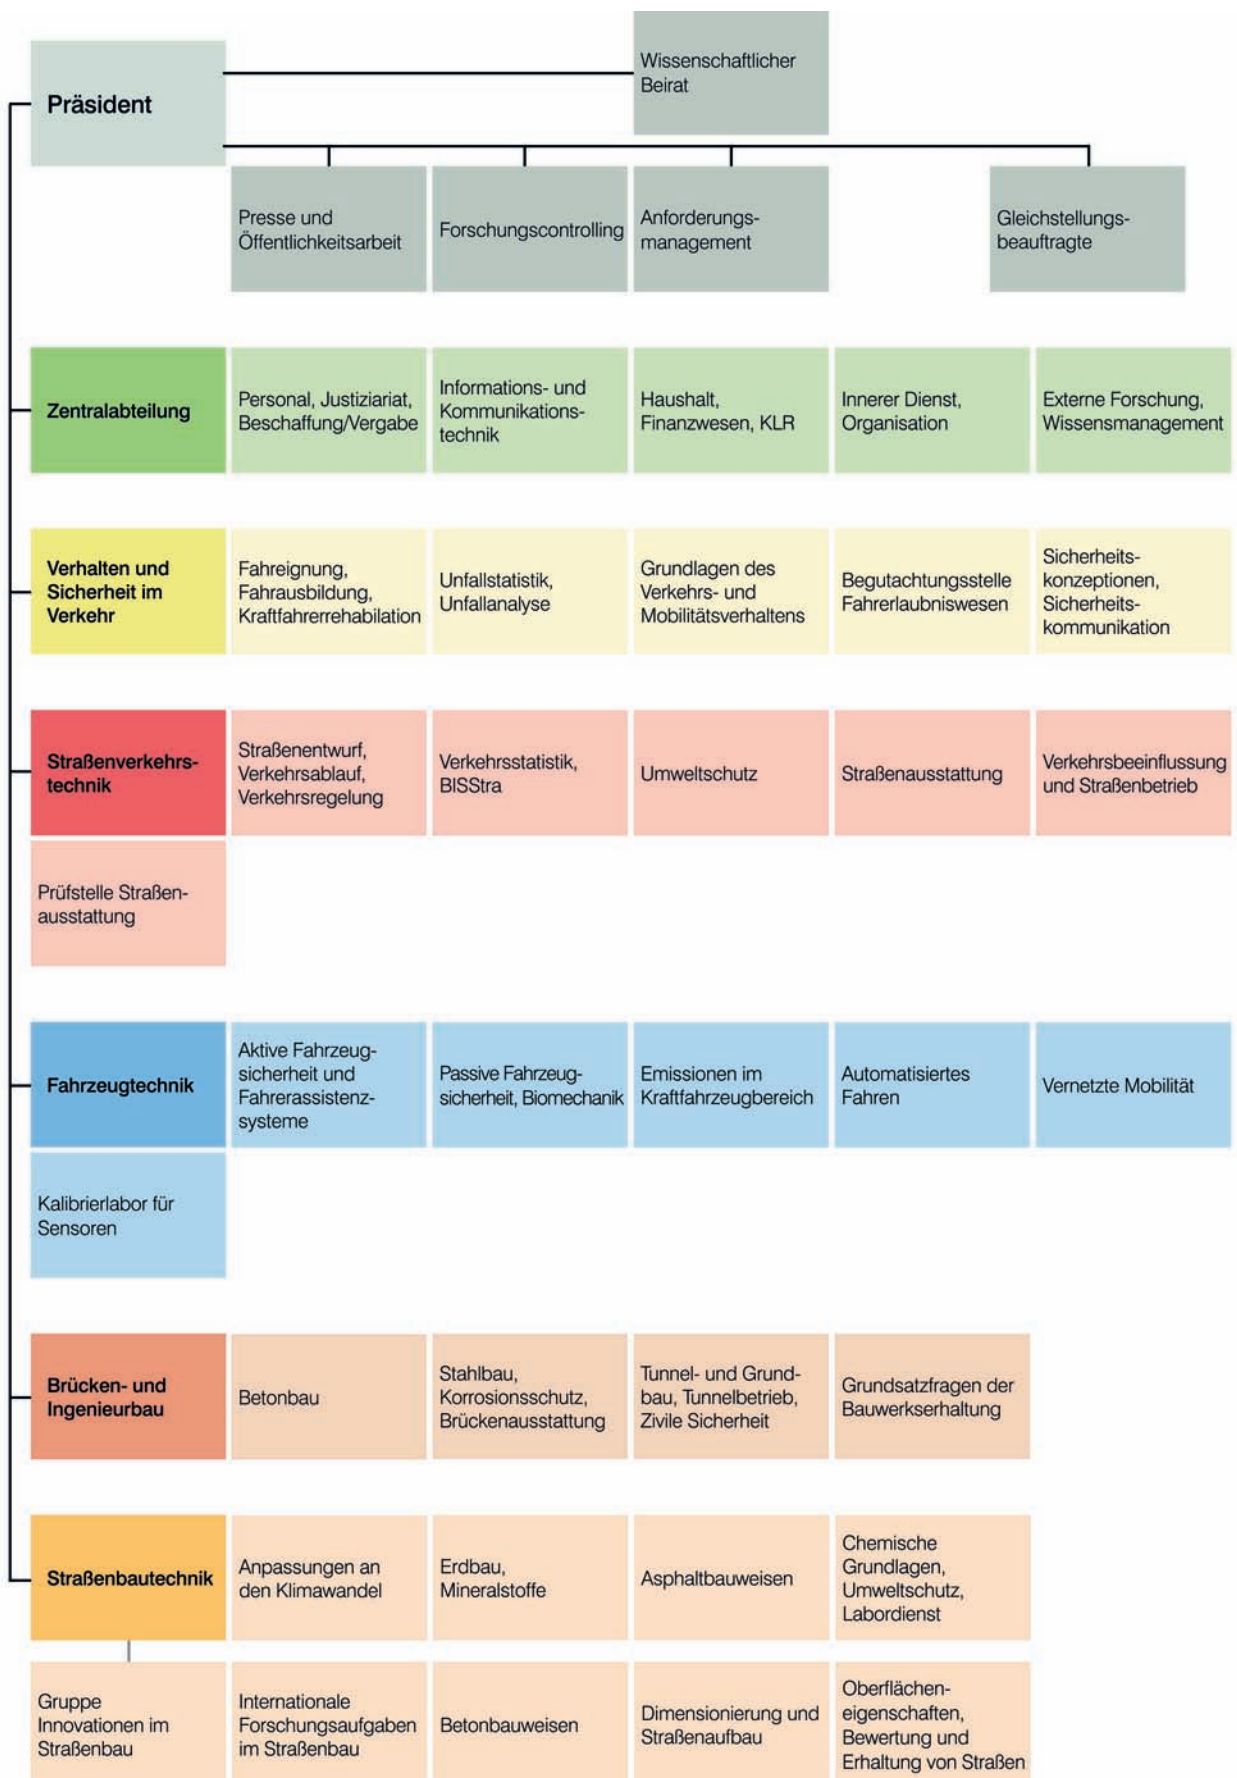 Wissenschaftlicher
Beirat
Präsident
Presse und
Öffentlichkeitsarbeit
Forschungscontrolling
Anforderungs-
management
Gleichstellungs-
beauftragte
Zentralabteilung
Personal, Justiziariat,
Beschaffung/Vergabe
Informations- und
Kommunikations-
technik
Haushalt,
Finanzwesen, KLR
Innerer Dienst,
Organisation
Externe Forschung,
Wissensmanagement
Verhalten und
Sicherheit im
Verkehr
Fahreignung,
Fahrausbildung,
Kraftfahrerrehabilation
Unfallstatistik,
Unfallanalyse
Grundlagen des
Verkehrs- und
Mobilitätsverhaltens
Begutachtungsstelle
Fahrerlaubniswesen
Sicherheits-
konzeptionen,
Sicherheits-
kommunikation
Straßenverkehrs-
technik
Straßenentwurf,
Verkehrsablauf,
Verkehrsregelung
Verkehrsstatistik,
BISStra
Umweltschutz
Straßenausstattung
Verkehrsbeeinflussung
und Straßenbetrieb
Prüfstelle Straßen-
ausstattung
Fahrzeugtechnik
Aktive Fahrzeug-
sicherheit und
Fahrerassistenz-
systeme
Passive Fahrzeug-
sicherheit, Biomechanik
Emissionen im
Kraftfahrzeugbereich
Automatisiertes
Fahren
Vernetzte Mobilität
Kalibrierlabor für
Sensoren
Brücken- und
Ingenieurbau
Betonbau
Stahlbau,
Korrosionsschutz,
Brückenausstattung
Tunnel- und Grund-
bau, Tunnelbetrieb,
Zivile Sicherheit
Grundsatzfragen der
Bauwerkserhaltung
Straßenbautechnik
Anpassungen an
den Klimawandel
Erdbau,
Mineralstoffe
Asphaltbauweisen
Chemische
Grundlagen,
Umweltschutz,
Labordienst
Gruppe
Innovationen im
Straßenbau
Internationale
Forschungsaufgaben
im Straßenbau
Betonbauweisen
Dimensionierung und
Straßenaufbau
Oberflächen-
eigenschaften,
Bewertung und
Erhaltung von Straßen